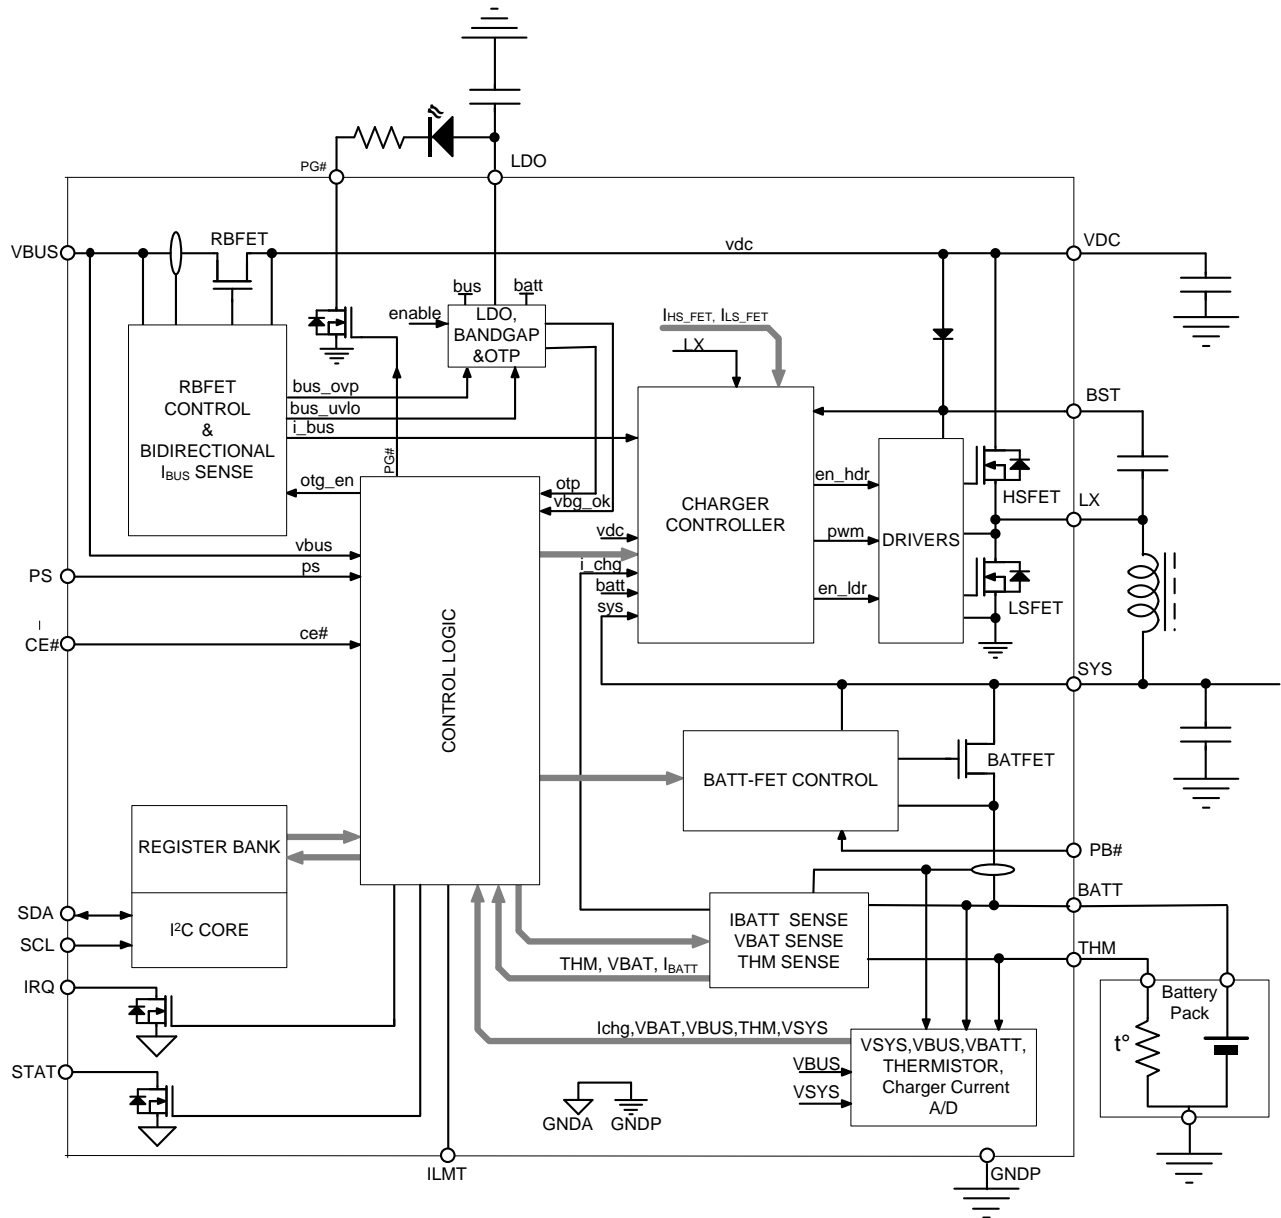 LDO
PG#
VBUS
RBFET
vdc
VDC
bus
batt
enable
LDO,
BANDGAP
&OTP
IHS_FET, ILS_FET
LX
RBFET
CONTROL
&
BIDIRECTIONAL
IBUS SENSE
bus_ovp
bus_uvlo
i_bus
PG#
otg_en
otp
vbg_ok
vbus
PS
ps
CE#
ce#
CONTROL LOGIC
CHARGER
CONTROLLER
vdc
i_chg
batt
sys
en_hdr
pwm
en_ldr
DRIVERS
BST
HSFET
LX
LSFET
SYS
BATT-FET CONTROL
BATFET
PB#
REGISTER BANK
I²C CORE
SDA
SCL
IRQ
STAT
IBATT SENSE
VBAT SENSE
THM SENSE
BATT
THM
THM, VBAT, IBATT
Ichg,VBAT,VBUS,THM,VSYS
VBUS
VSYS
VSYS,VBUS,VBATT,
THERMISTOR,
Charger Current
A/D
Battery
Pack
t°
GNDA
GNDP
ILMT
GNDP